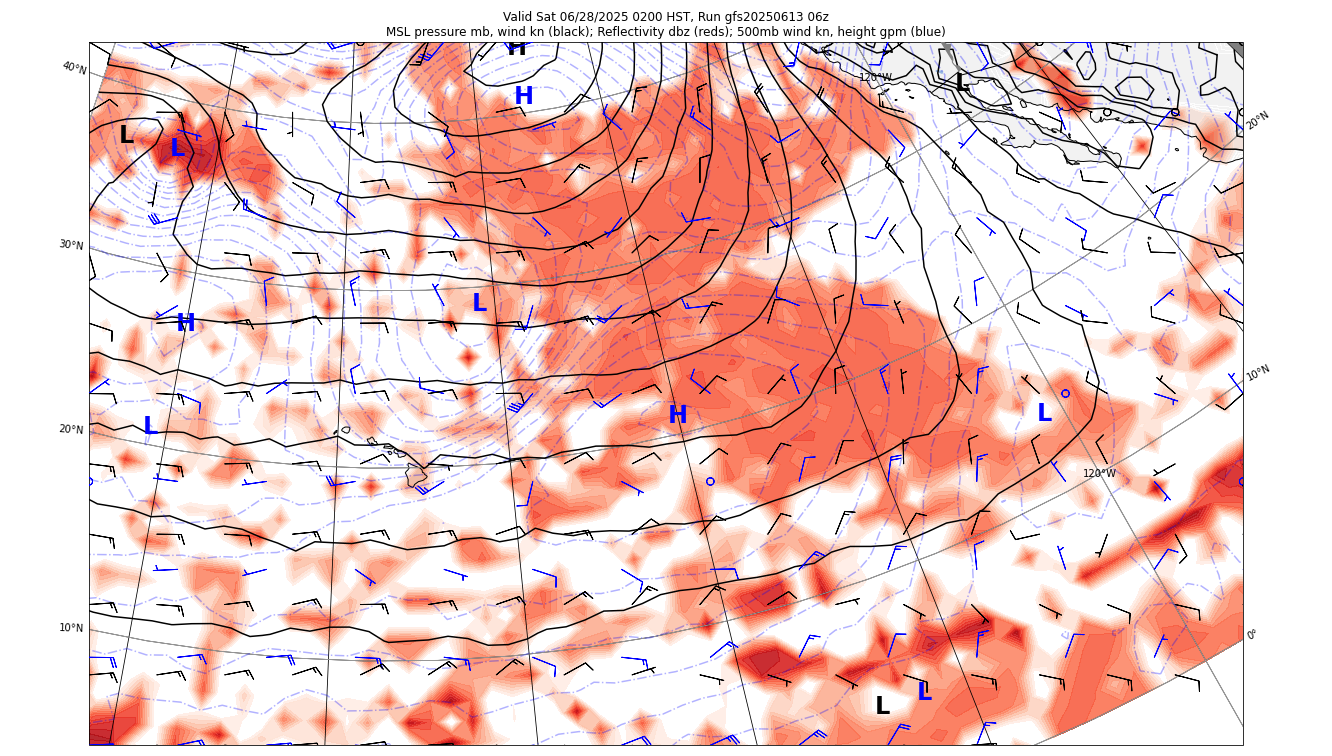 Valid Sat 06/28/2025 0200 HST, Run gfs20250613 06z
MSL pressure mb, wind kn (black); Reflectivity dbz (reds); 500mb wind kn, height gpm (blue)
H
40°N
120°W
L
H
20°N
L
L
30°N
L
H
10°N
H
L
L
20°N
120°W
10°N
0°
L
L